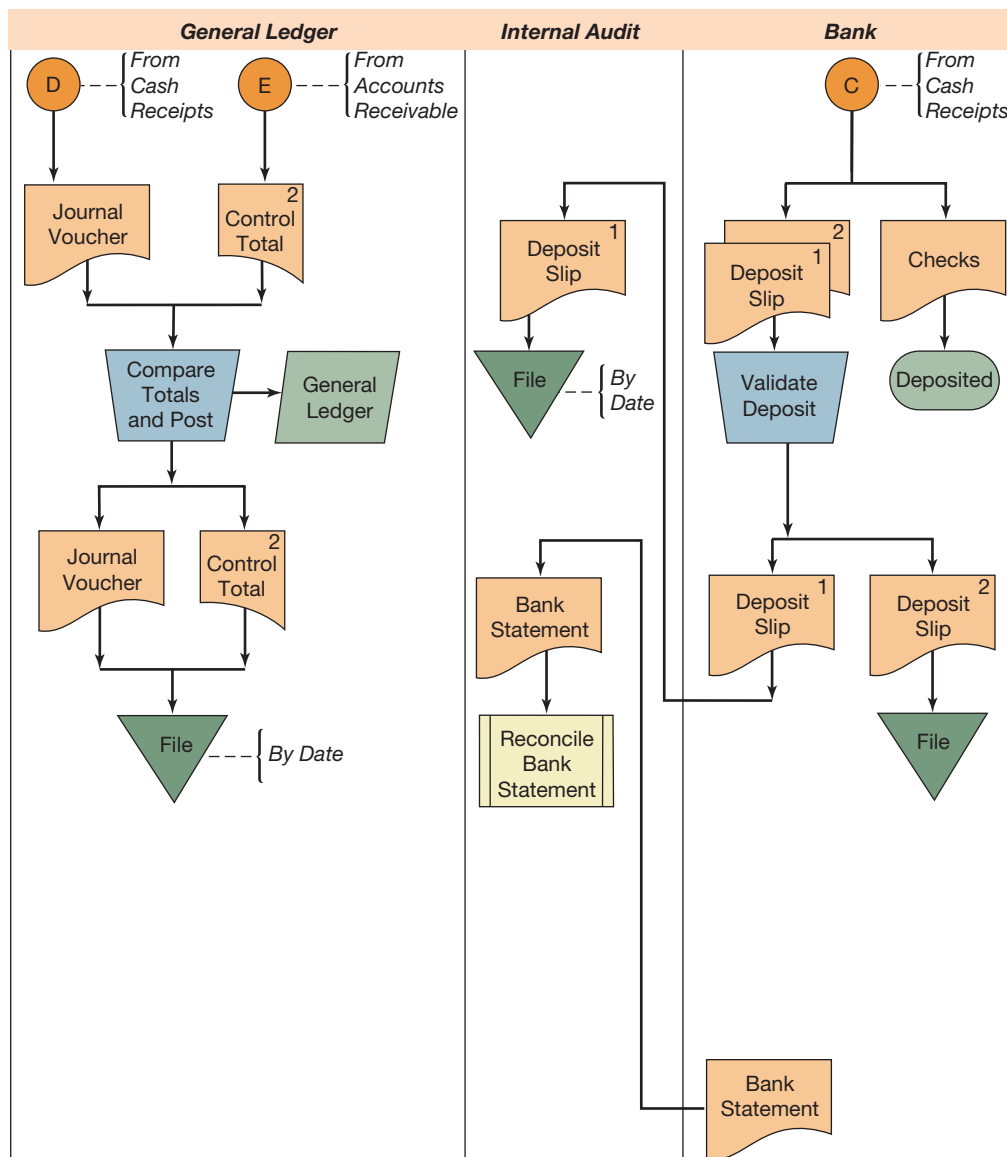 General Ledger
Internal Audit
Bank
D
From
Cash
Receipts
E
From
Accounts
Receivable
C
From
Cash
Receipts
Journal
Voucher
2
Control
Total
1
Deposit
Slip
2
1
Deposit
Slip
Checks
Compare
Totals
and Post
General
Ledger
File
By
Date
Validate
Deposit
Deposited
Journal
Voucher
2
Control
Total
Bank
Statement
1
Deposit
Slip
2
Deposit
Slip
File
By Date
Reconcile
Bank
Statement
File
Bank
Statement